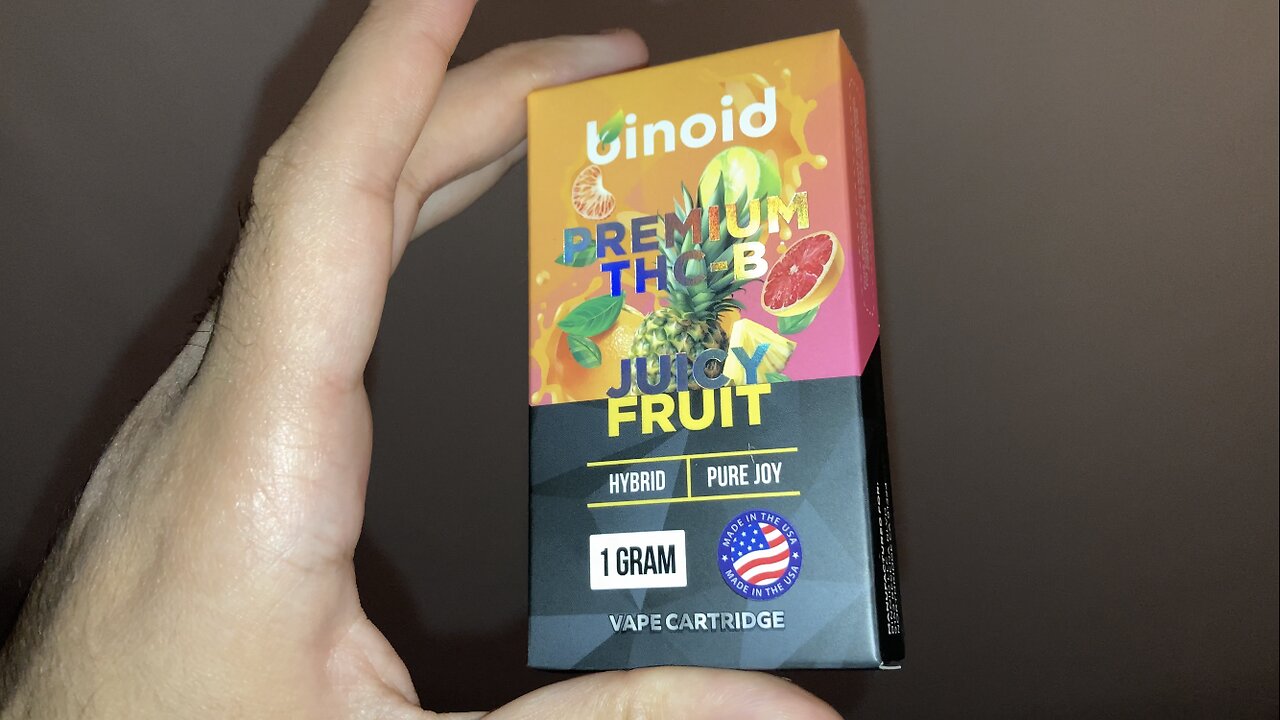 binoid
PREMIUM
THC-B
JUICY
FRUIT
HYBRID PURE JOY
1 GRAM
MADE IN THE USA
MADE IN THE USA
VAPE CARTRIDGE